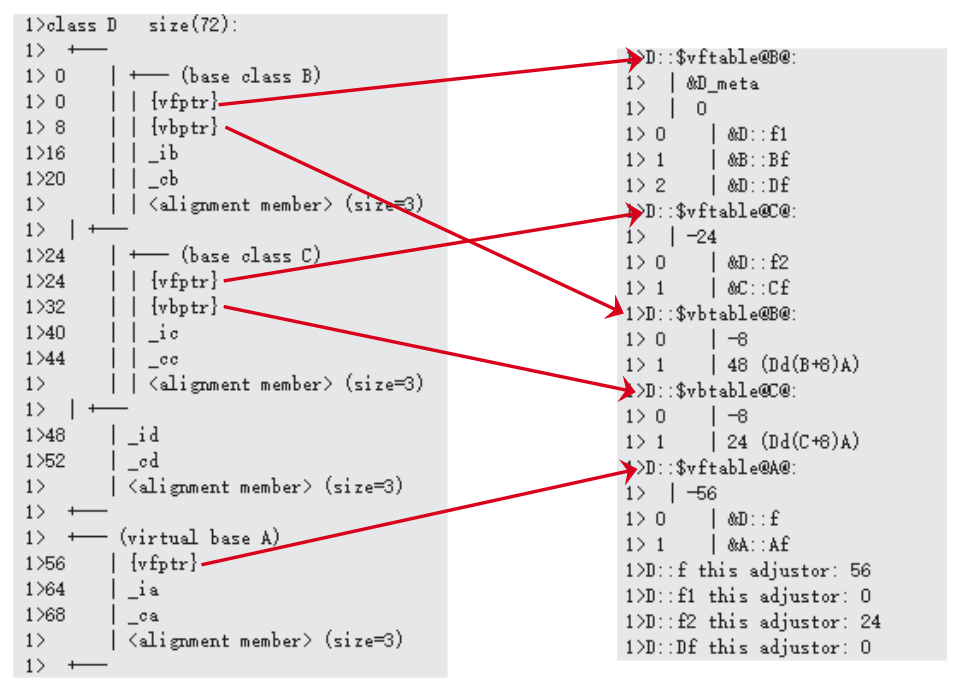 1>class D   size(72):
1>  +——
1> 0     | +—— (base class B)
1> 0     | | {vfptr}
1> 8     | | {vbptr}
1>16     | | _ib
1>20     | | _cb
1>       | | <alignment member> (size=3)
1>  | +——
1>24     | +—— (base class C)
1>24     | | {vfptr}
1>32     | | {vbptr}
1>40     | | _ic
1>44     | | _cc
1>       | | <alignment member> (size=3)
1>  | +——
1>48     | _id
1>52     | _cd
1>       | <alignment member> (size=3)
1>  +——
1>  +—— (virtual base A)
1>56     | {vfptr}
1>64     | _ia
1>68     | _ca
1>       | <alignment member> (size=3)
1>  +——
1>D::$vftable@B@:
1>  | &D_meta
1>  |  0
1> 0     | &D::f1
1> 1     | &B::Bf
1> 2     | &D::Df
1>D::$vftable@C@:
1>  | -24
1> 0     | &D::f2
1> 1     | &C::Cf
1>D::$vbtable@B@:
1> 0     | -8
1> 1     | 48 (Dd(B+8)A)
1>D::$vbtable@C@:
1> 0     | -8
1> 1     | 24 (Dd(C+8)A)
1>D::$vftable@A@:
1>  | -56
1> 0     | &D::f
1> 1     | &A::Af
1>D::f this adjustor: 56
1>D::f1 this adjustor: 0
1>D::f2 this adjustor: 24
1>D::Df this adjustor: 0